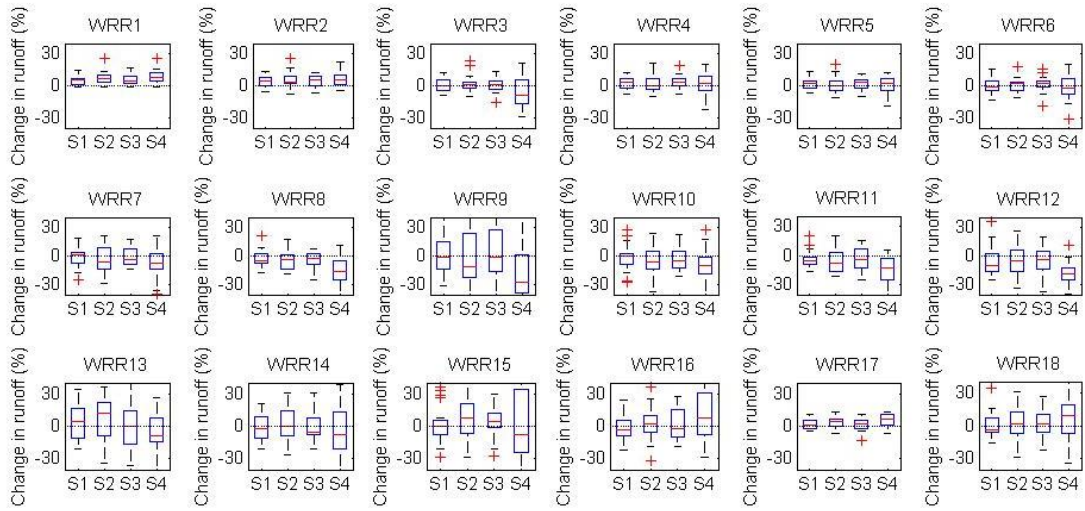 WRR1 WRR2 WRR3 WRR4 WRR5 WRR6
Change in runoff (%) Change in runoff (%) Change in runoff (%) Change in runoff (%) Change in runoff (%) Change in runoff (%)
30 30 30 30 30 30
0 0 0 0 0 0
-30 -30 -30 -30 -30 -30
S1 S2 S3 S4 S1 S2 S3 S4 S1 S2 S3 S4 S1 S2 S3 S4 S1 S2 S3 S4 S1 S2 S3 S4
WRR7 WRR8 WRR9 WRR10 WRR11 WRR12
Change in runoff (%) Change in runoff (%) Change in runoff (%) Change in runoff (%) Change in runoff (%) Change in runoff (%)
30 30 30 30 30 30
0 0 0 0 0 0
-30 -30 -30 -30 -30 -30
S1 S2 S3 S4 S1 S2 S3 S4 S1 S2 S3 S4 S1 S2 S3 S4 S1 S2 S3 S4 S1 S2 S3 S4
WRR13 WRR14 WRR15 WRR16 WRR17 WRR18
Change in runoff (%) Change in runoff (%) Change in runoff (%) Change in runoff (%) Change in runoff (%) Change in runoff (%)
30 30 30 30 30 30
0 0 0 0 0 0
-30 -30 -30 -30 -30 -30
S1 S2 S3 S4 S1 S2 S3 S4 S1 S2 S3 S4 S1 S2 S3 S4 S1 S2 S3 S4 S1 S2 S3 S4